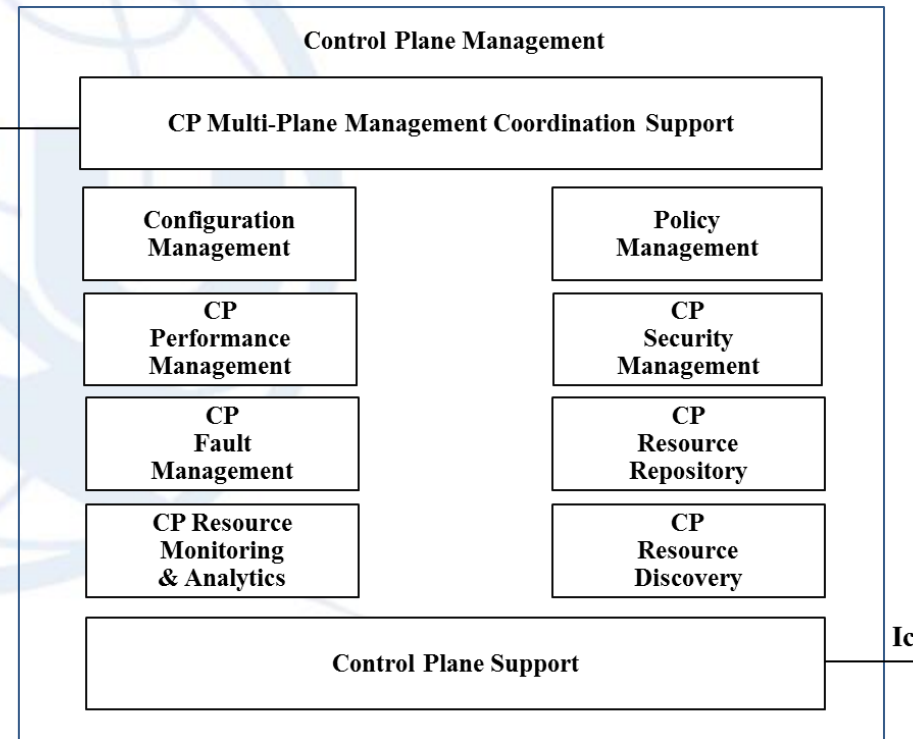 Control Plane Management
CP Multi-Plane Management Coordination Support
Configuration
Management
Policy
Management
CP
Performance
Management
CP
Security
Management
CP
Fault
Management
CP
Resource
Repository
CP Resource
Monitoring
& Analytics
CP
Resource
Discovery
Control Plane Support
Ic